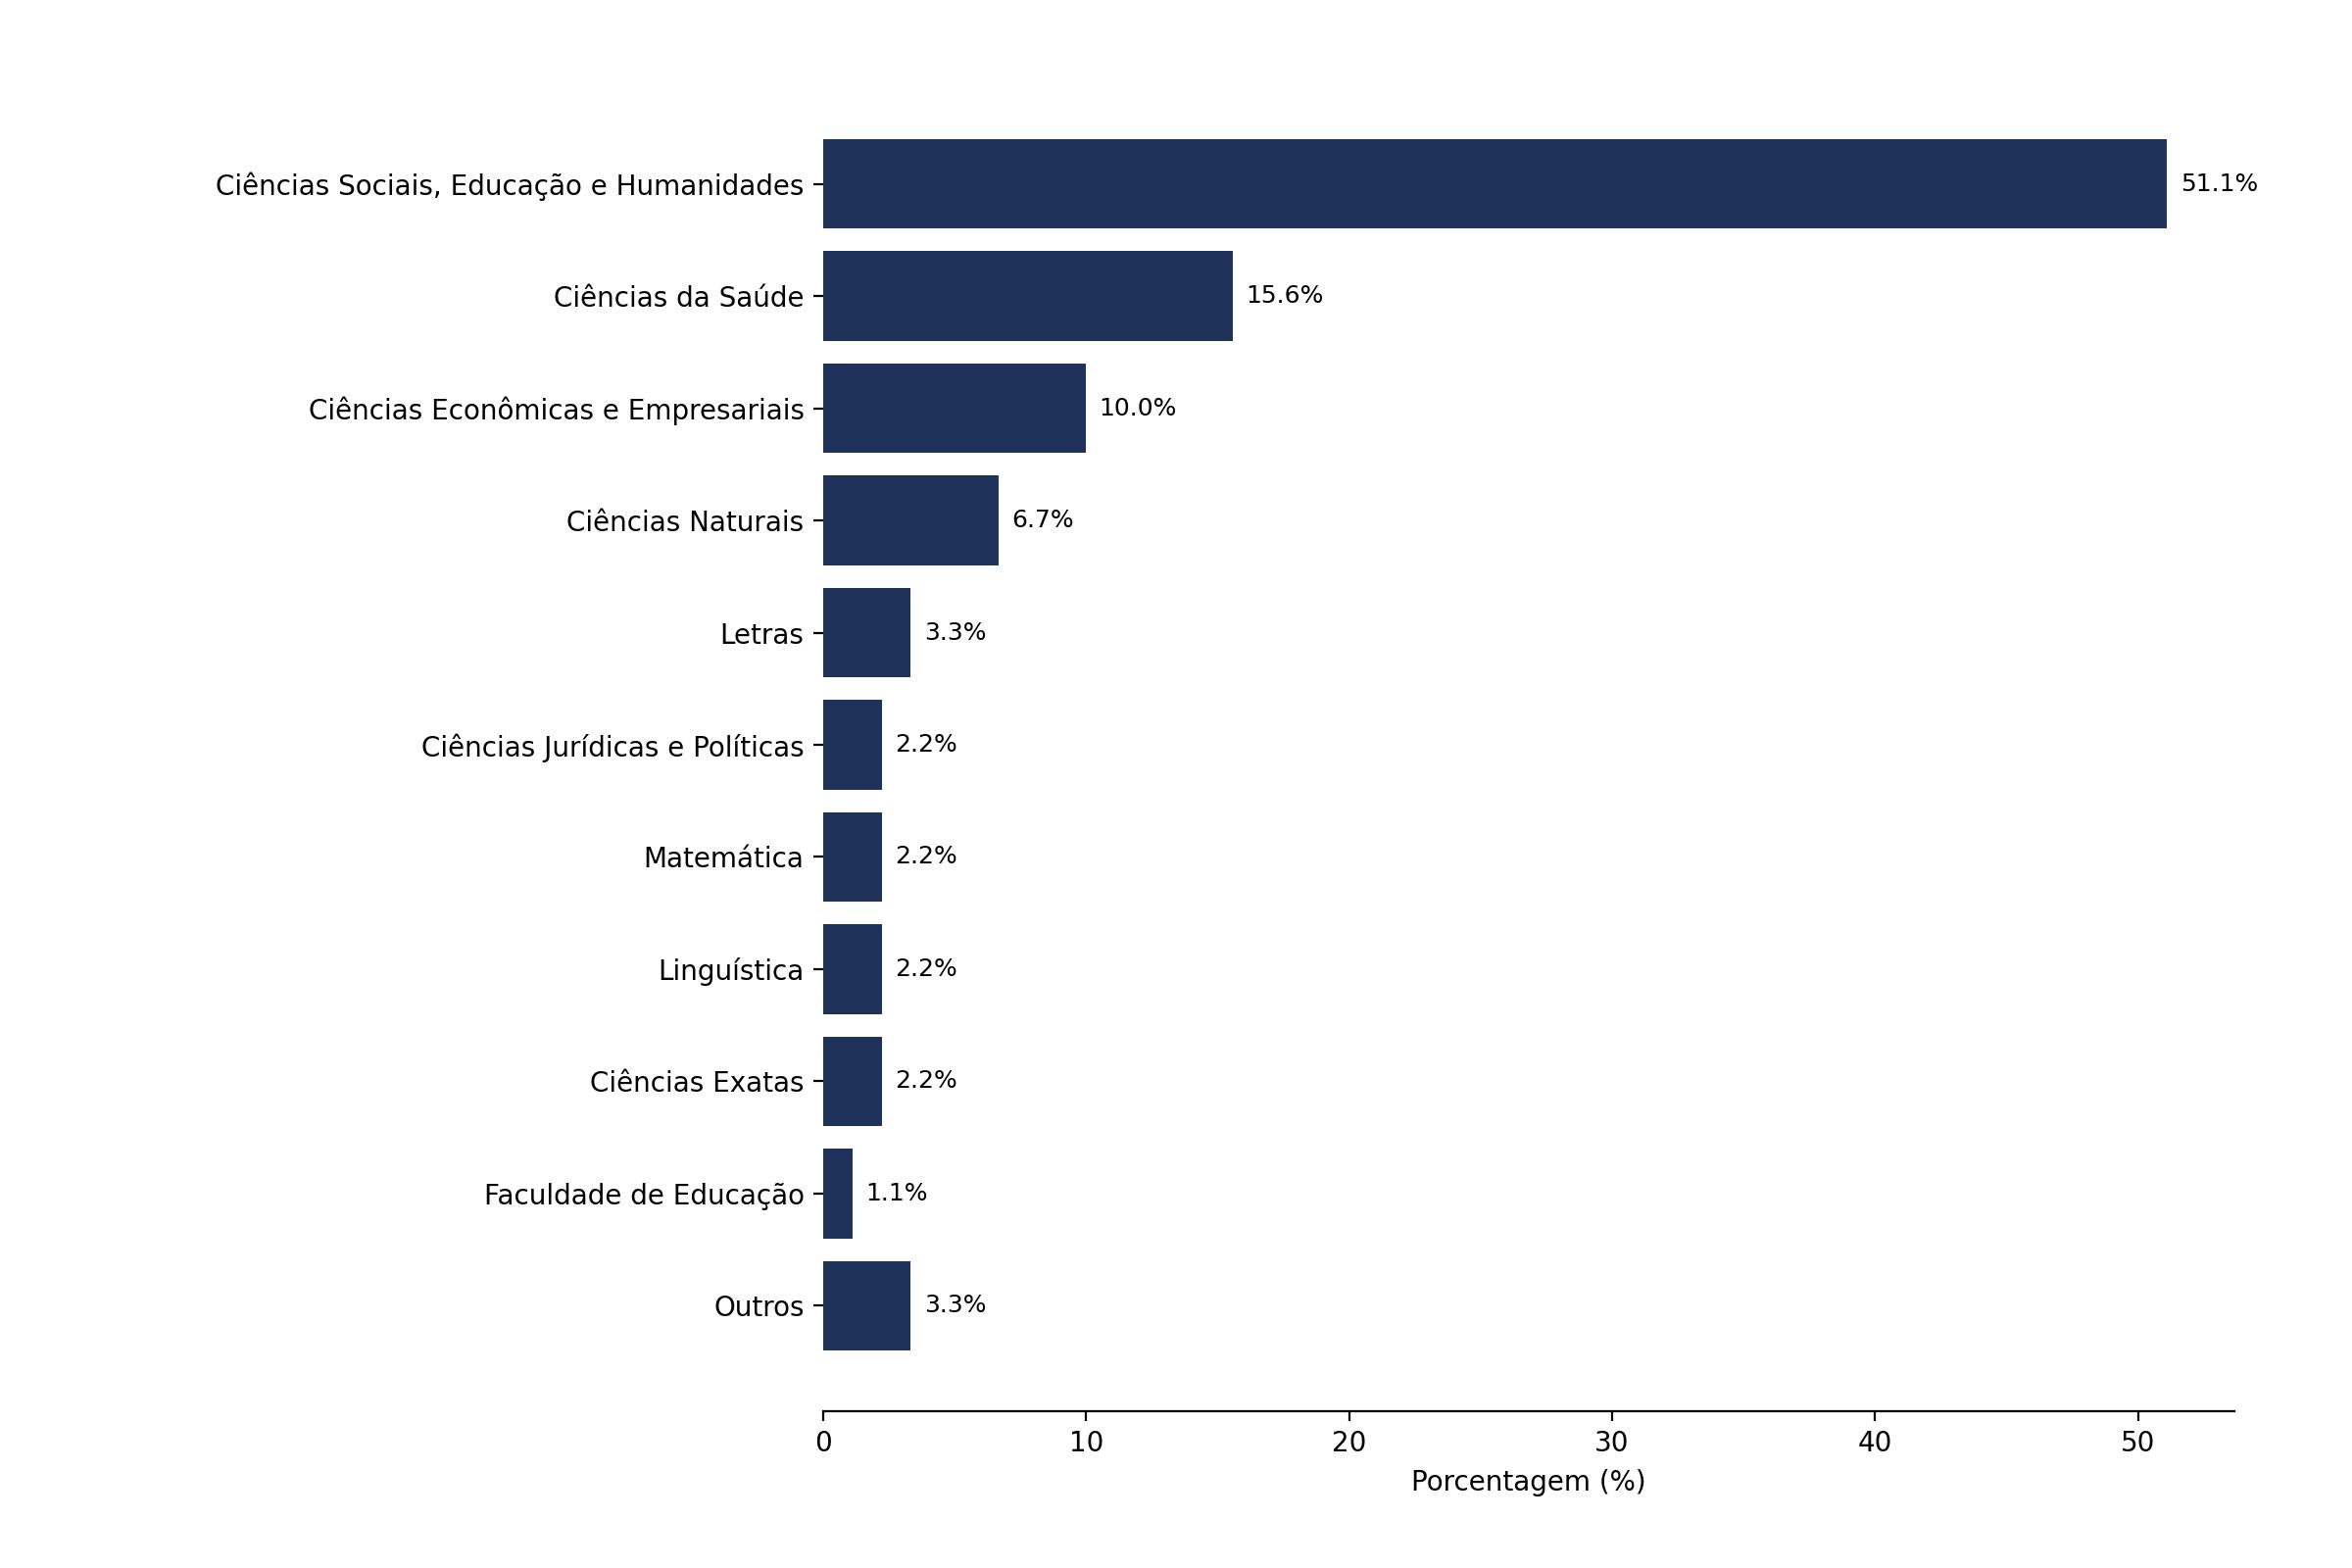 Ciências Sociais, Educação e Humanidades 51.1%
Ciências da Saúde 15.6%
Ciências Econômicas e Empresariais 10.0%
Ciências Naturais 6.7%
Letras 3.3%
Ciências Jurídicas e Políticas 2.2%
Matemática 2.2%
Linguística 2.2%
Ciências Exatas 2.2%
Faculdade de Educação 1.1%
Outros 3.3%
0 10 20 30 40 50
Porcentagem (%)